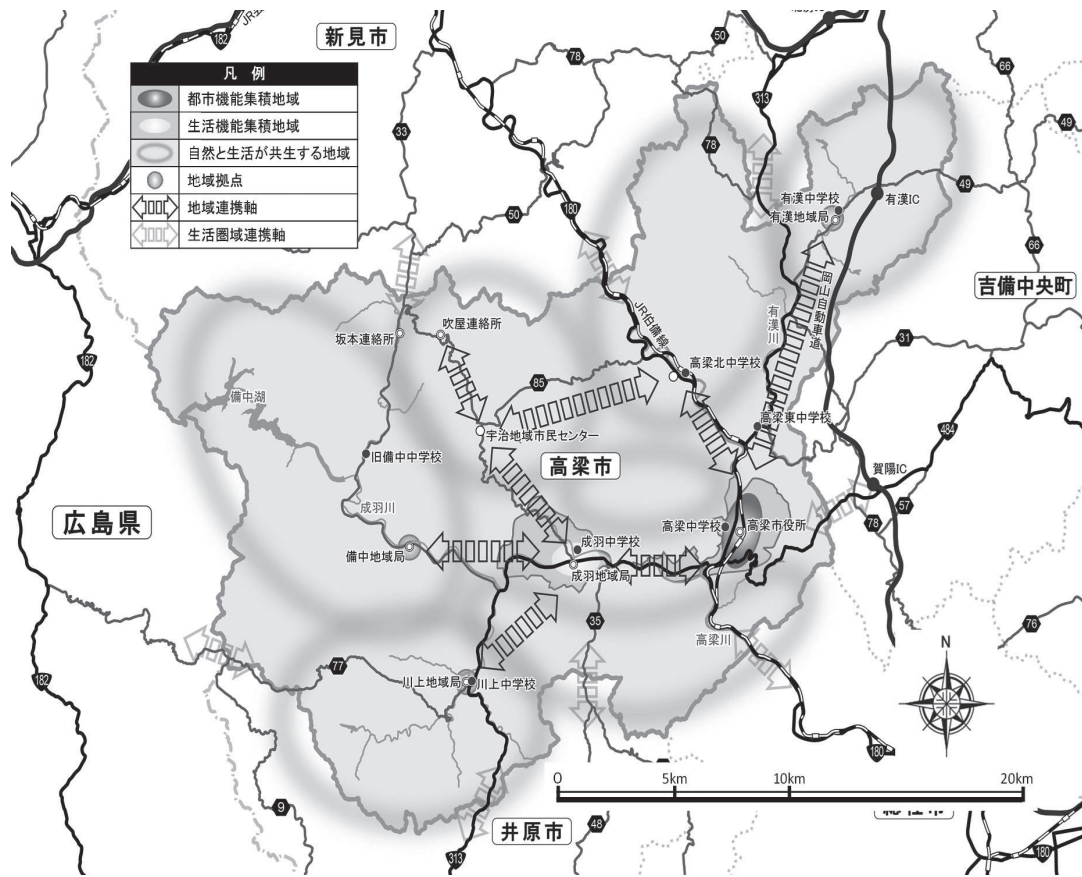 182
JR
新見市
凡例
都市機能集積地域
生活機能集積地域
自然と生活が共生する地域
地域拠点
地域連携軸
生活圏域連携軸
33
50
180
78
50
313
78
66
49
49
66
有漢中学校
有漢地域局
有漢IC
吉備中央町
岡山自動車道
有漢川
JR伯備線
31
182
坂本連絡所
吹屋連絡所
85
高梁北中学校
備中湖
宇治地域市民センター
高梁東中学校
484
旧備中中学校
高梁市
賀陽IC
57
78
広島県
成羽川
高梁中学校
高梁市役所
備中地域局
成羽中学校
成羽地域局
35
高梁川
76
77
182
川上地域局
川上中学校
N
180
0
5km
10km
20km
9
井原市
48
313
180